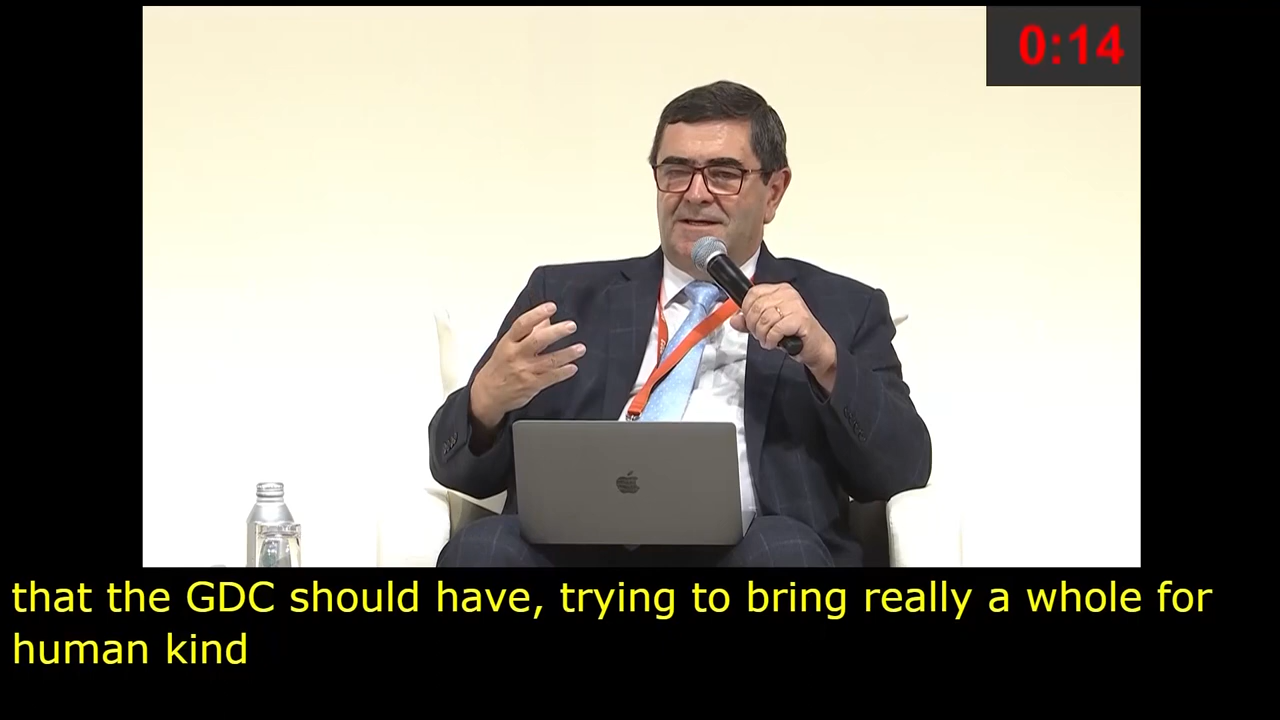 0:14
that the GDC should have, trying to bring really a whole for
human kind